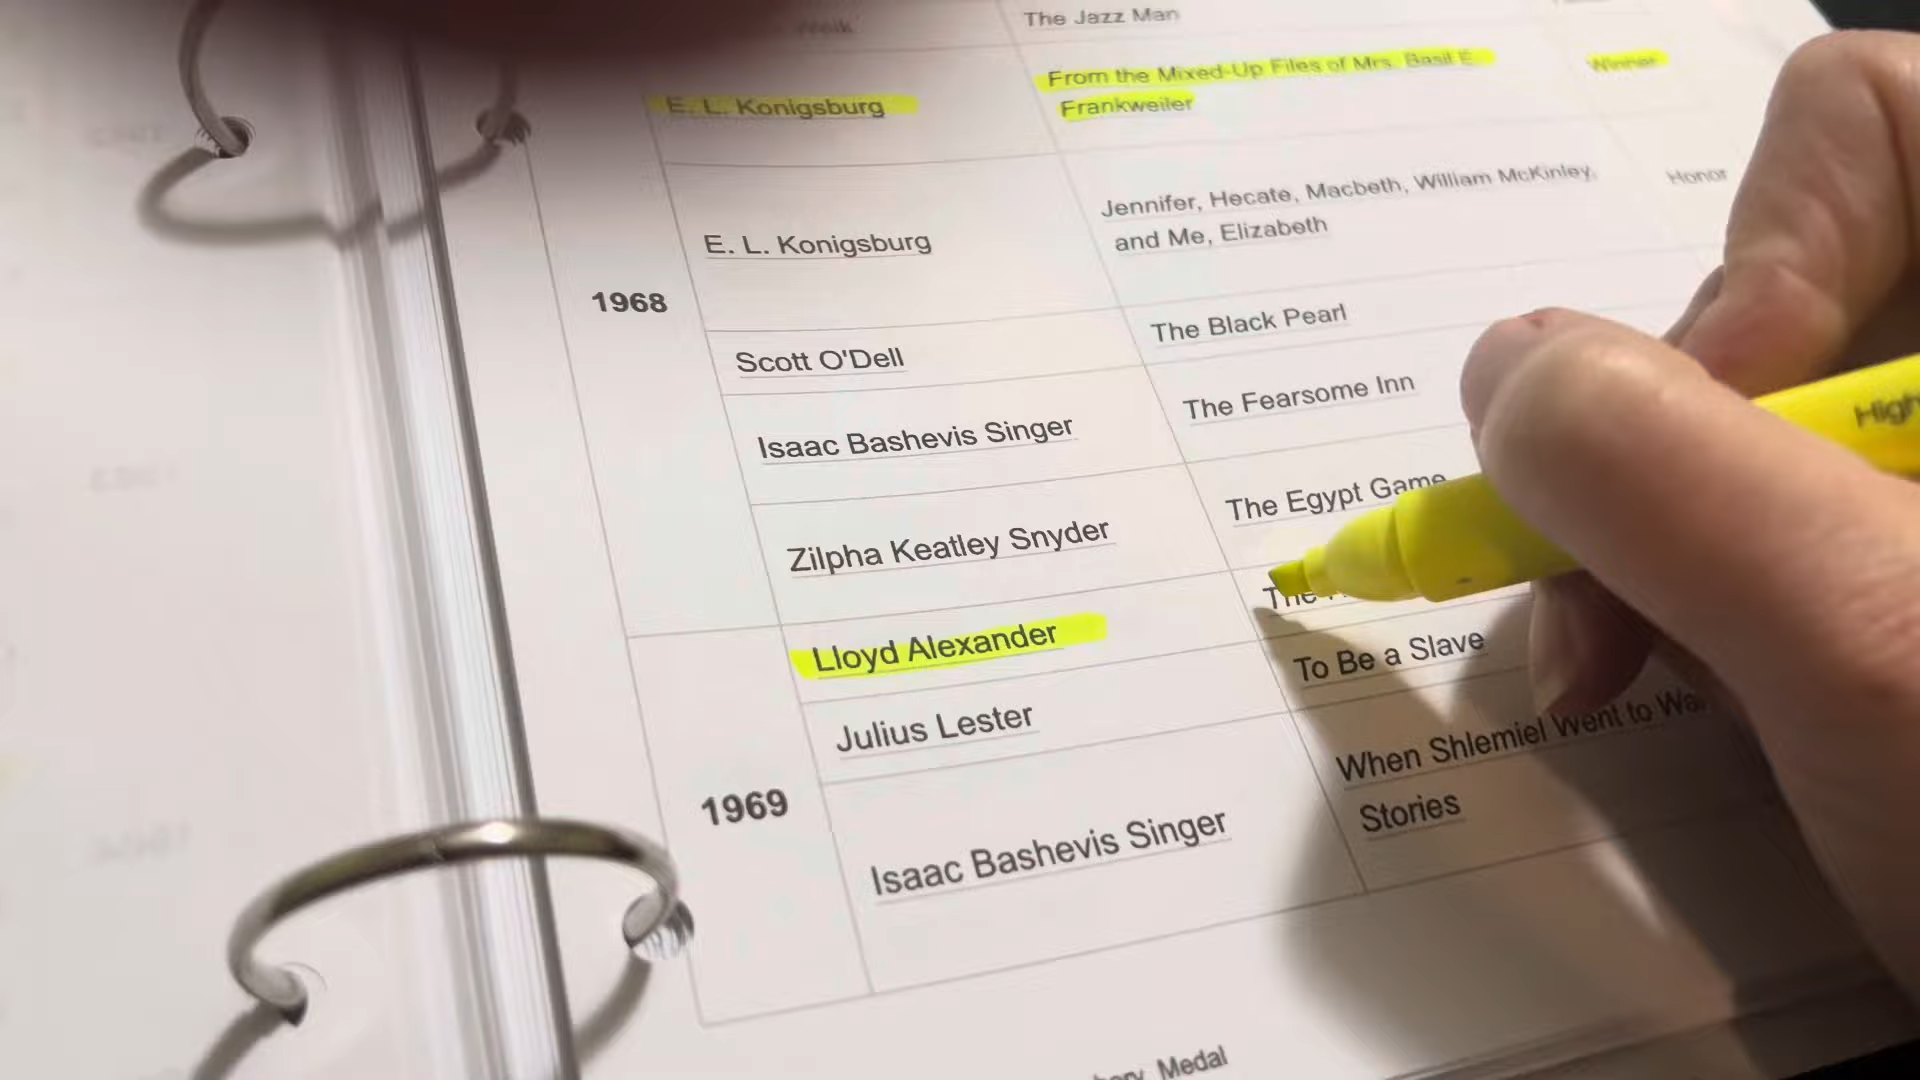 The Jazz Man
E. L. Konigsburg
From the Mixed-Up Files of Mrs. Basil E.
Frankweiler
Winner
E. L. Konigsburg
Jennifer, Hecate, Macbeth, William McKinley,
and Me, Elizabeth
Honor
1968
Scott O'Dell
The Black Pearl
Isaac Bashevis Singer
The Fearsome Inn
Zilpha Keatley Snyder
The Egypt Game
High
Lloyd Alexander
The
Julius Lester
To Be a Slave
1969
Isaac Bashevis Singer
When Shlemiel Went to
Stories
Medal